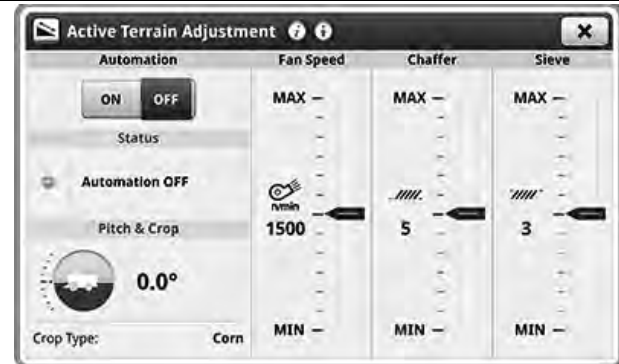 Active Terrain Adjustment
Automation
ON OFF
Status
Automation OFF
Pitch & Crop
0.0°
Crop Type: Corn
Fan Speed
MAX
n/min
1500
MIN
Chaffer
MAX
5
MIN
Sieve
MAX
3
MIN